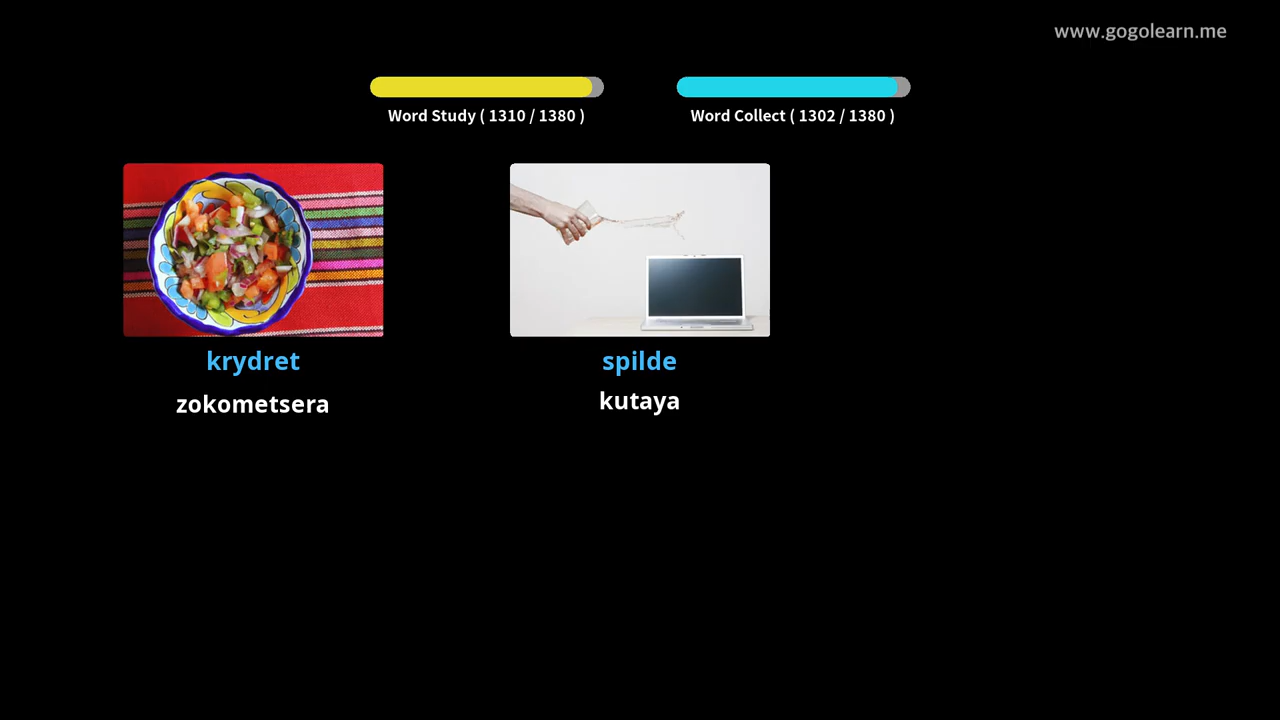 www.gogolearn.me
Word Study ( 1310 / 1380 )
Word Collect ( 1302 / 1380 )
krydret
zokometsera
spilde
kutaya